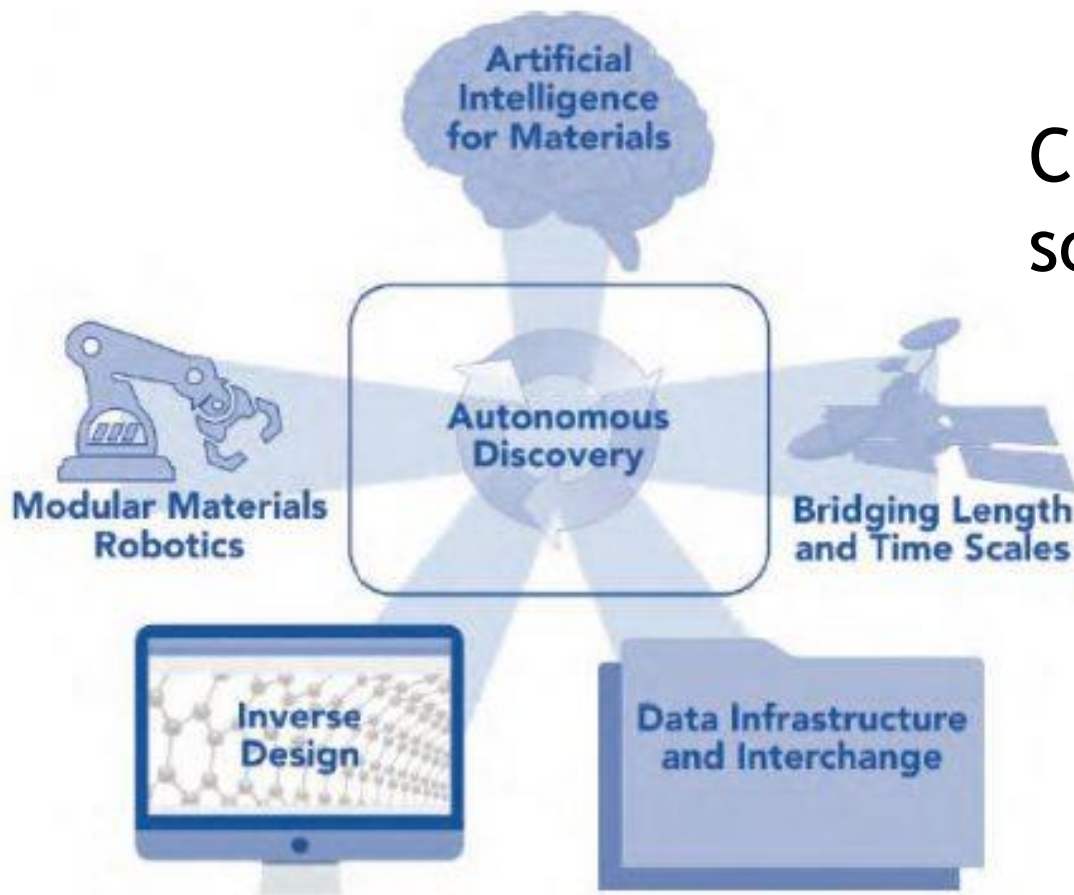 Artificial
Intelligence
for Materials
C
Autonomous
Discovery
Modular Materials
Robotics
Bridging Length
and Time Scales
Inverse
Design
Data Infrastructure
and Interchange